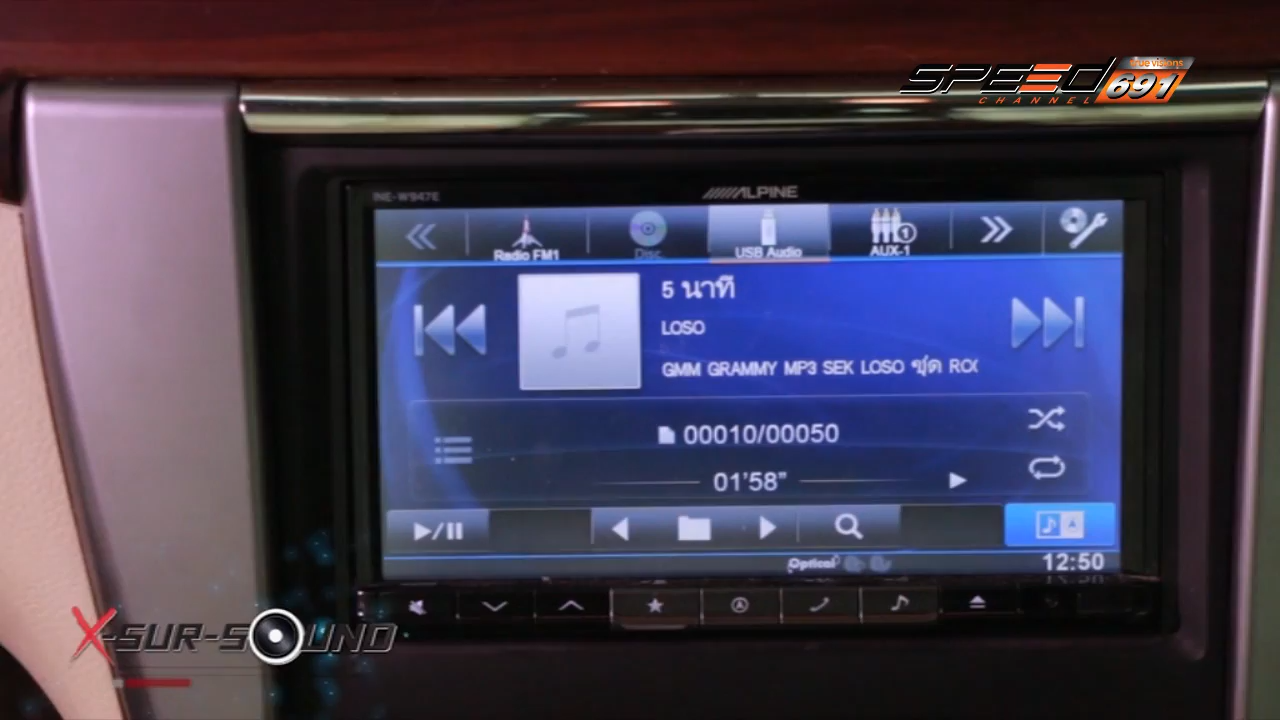 true visions
SPEED 691
CHANNEL
INE-W947E
ALPINE
Radio FM1
Disc
USB Audio
1
AUX-1
5 นาที
LOSO
GMM GRAMMY MP3 SEK LOSO ชุด
00010/00050
01'58"
Optical
12:50
X-SUR-SOUND